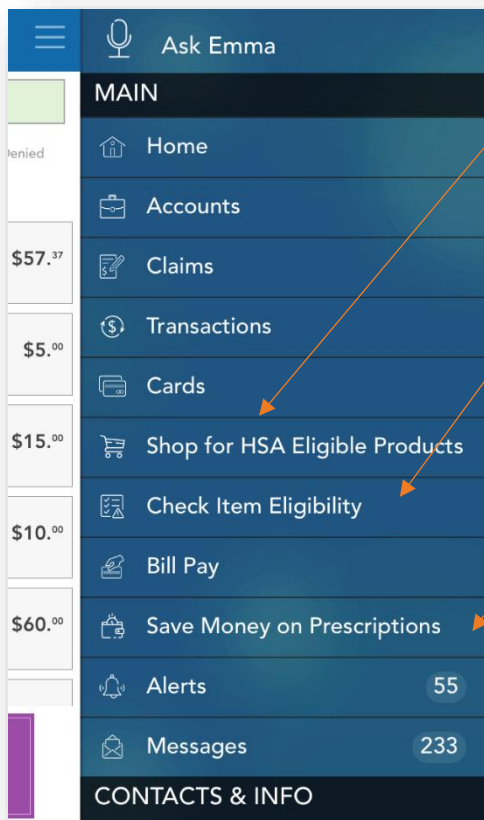 Ask Emma
MAIN
Denied
Home
Accounts
$57.37
Claims
Transactions
$5.00
Cards
$15.00
Shop for HSA Eligible Products
Check Item Eligibility
$10.00
Bill Pay
$60.00
Save Money on Prescriptions
Alerts 55
Messages 233
CONTACTS & INFO